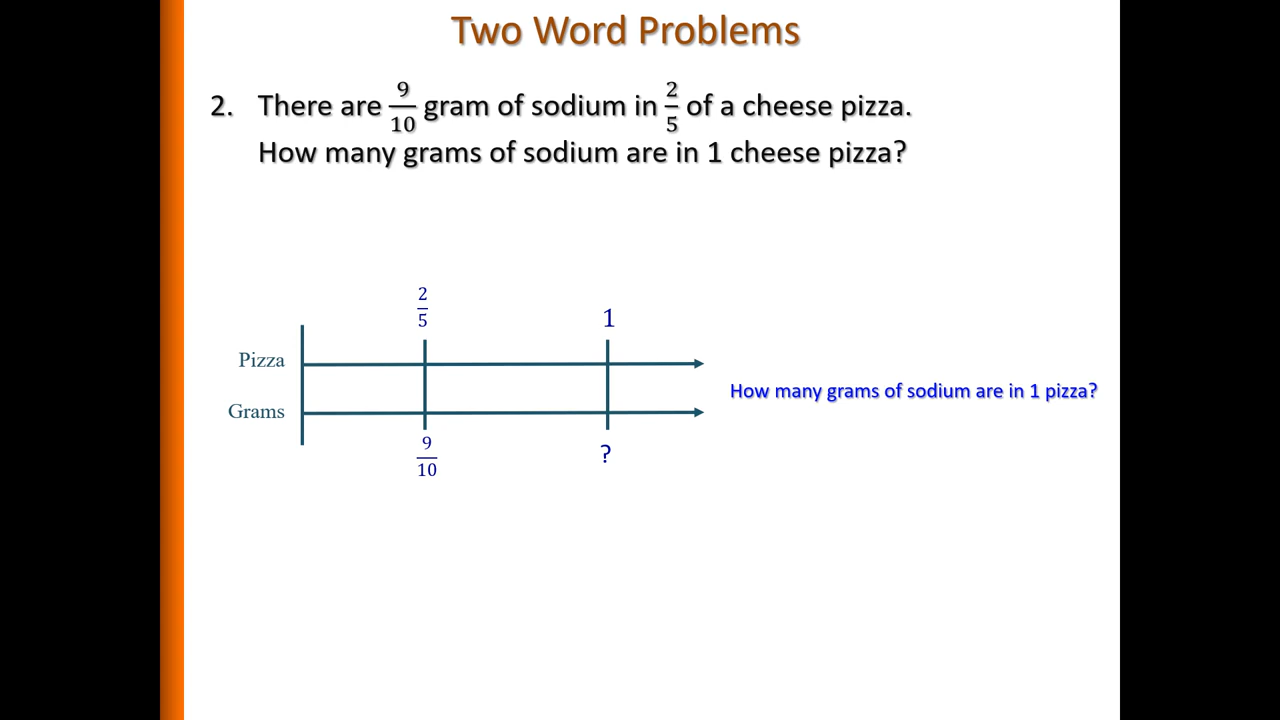 Two Word Problems
2. There are 9/10 gram of sodium in 2/5 of a cheese pizza.
How many grams of sodium are in 1 cheese pizza?
2/5 1
Pizza
How many grams of sodium are in 1 pizza?
Grams
9/10 ?